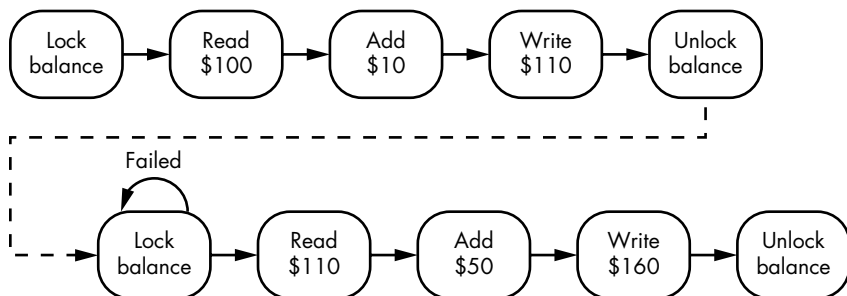 Lock
balance
Read
$100
Add
$10
Write
$110
Unlock
balance
Failed
Lock
balance
Read
$110
Add
$50
Write
$160
Unlock
balance